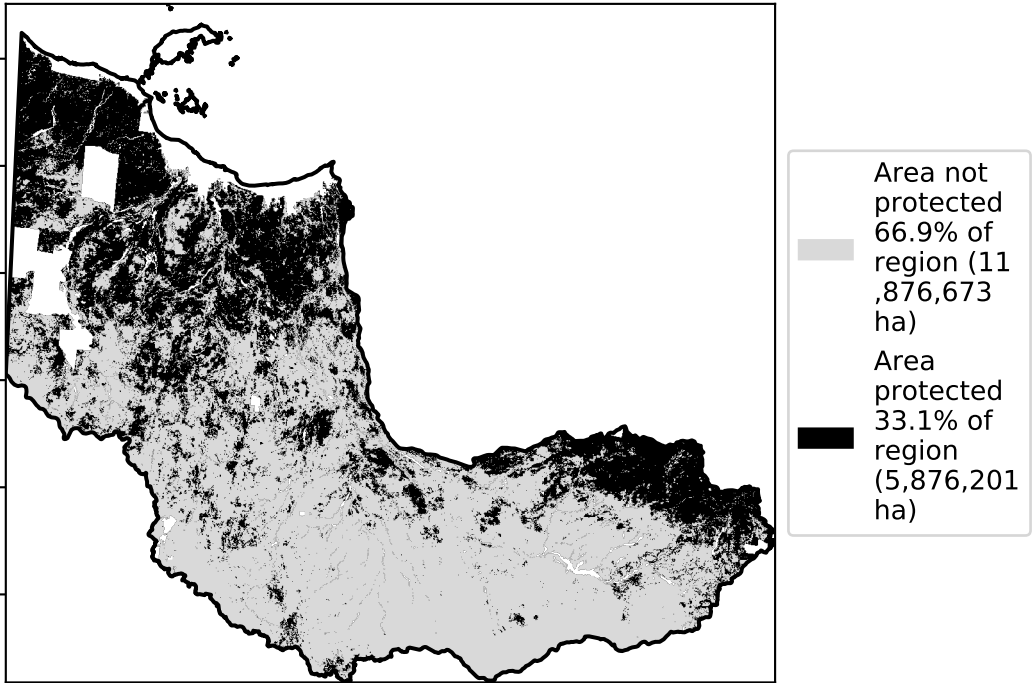 Area not
protected
66.9% of
region (11
,876,673
ha)
Area
protected
33.1% of
region
(5,876,201
ha)